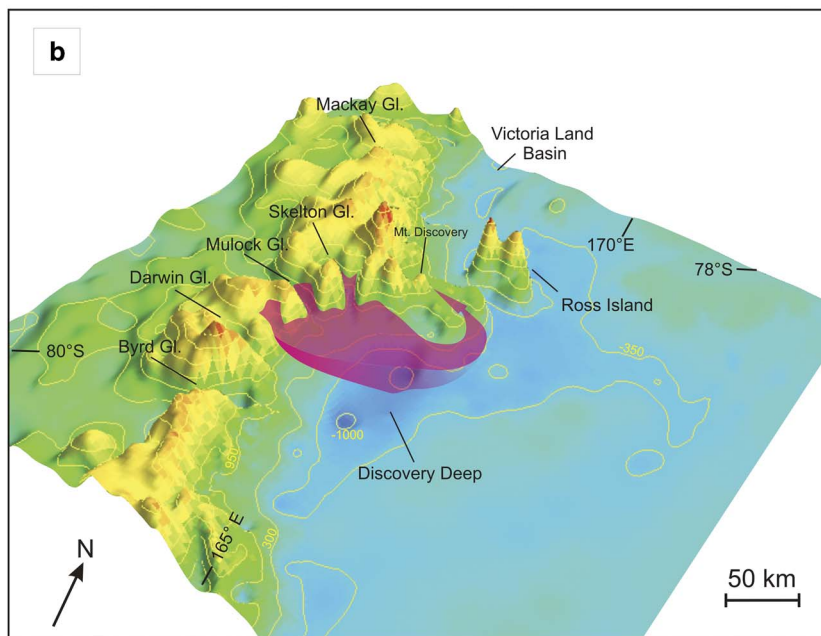 b
Mackay Gl.
Victoria Land
Basin
Skelton Gl.
Mt. Discovery
170°E
Mulock Gl.
78°S
Darwin Gl.
Ross Island
80°S
Byrd Gl.
-350
-1000
950
Discovery Deep
165° E
300
N
50 km